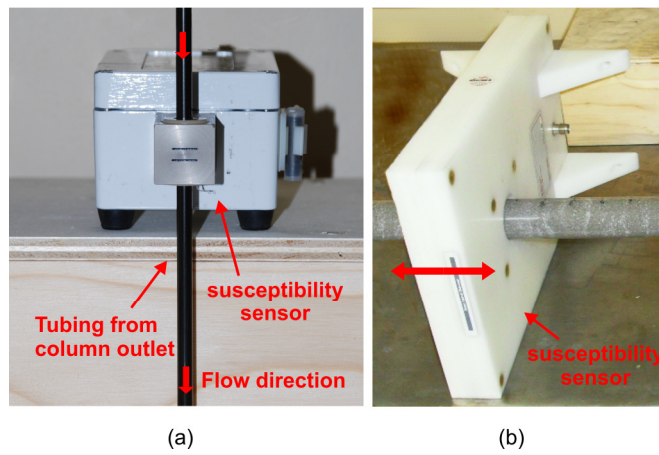 susceptibility
sensor
Tubing from
column outlet
Flow direction
susceptibility
sensor
(a)
(b)